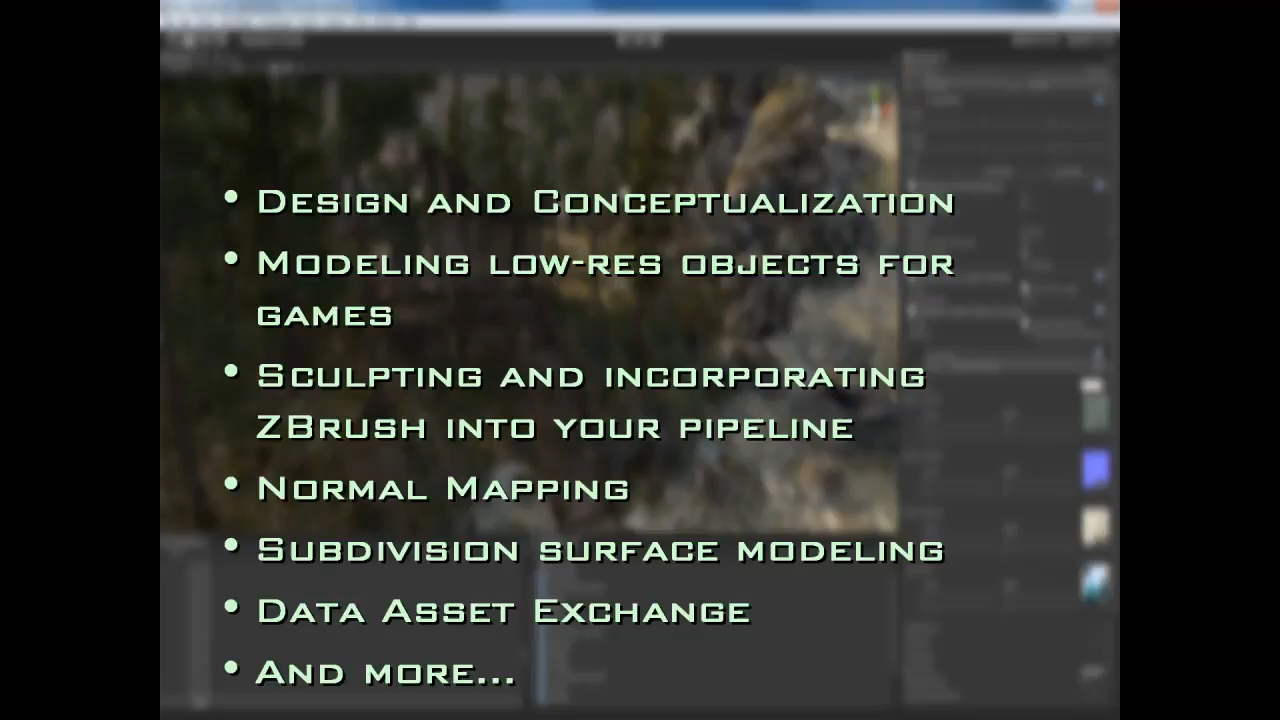 • Design and Conceptualization
• Modeling low-res objects for
games
• Sculpting and incorporating
ZBrush into your pipeline
• Normal Mapping
• Subdivision surface modeling
• Data Asset Exchange
• And more...